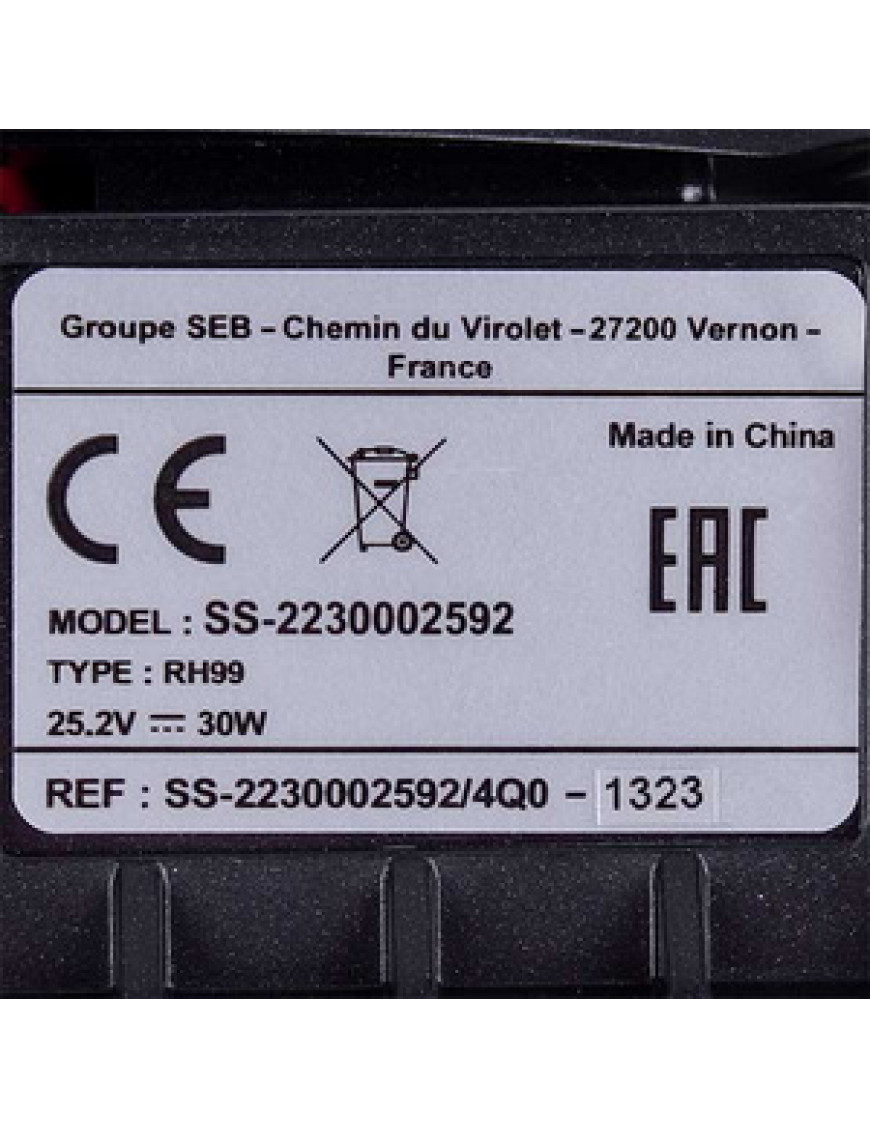 Groupe SEB – Chemin du Virolet – 27200 Vernon –
France
Made in China
CE
EAC
MODEL : SS-2230002592
TYPE : RH99
25.2V ⎓ 30W
REF : SS-2230002592/4Q0 – 1323